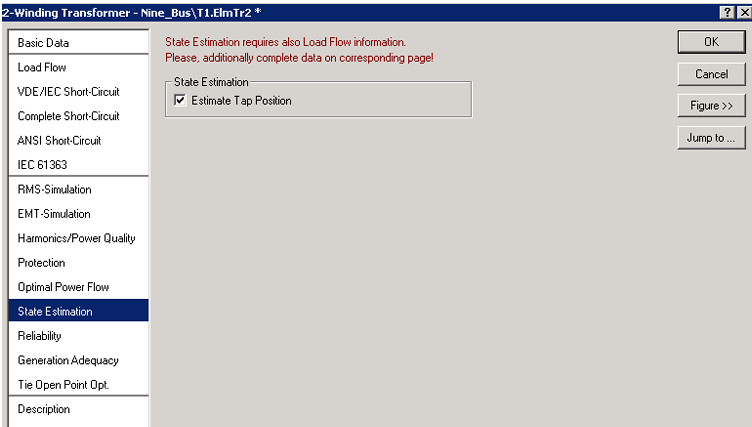 2-Winding Transformer - Nine_Bus\T1.ElmTr2 *
Basic Data
Load Flow
VDE/IEC Short-Circuit
Complete Short-Circuit
ANSI Short-Circuit
IEC 61363
RMS-Simulation
EMT-Simulation
Harmonics/Power Quality
Protection
Optimal Power Flow
State Estimation
Reliability
Generation Adequacy
Tie Open Point Opt.
Description
State Estimation requires also Load Flow information.
Please, additionally complete data on corresponding page!
State Estimation
Estimate Tap Position
OK
Cancel
Figure >>
Jump to ...